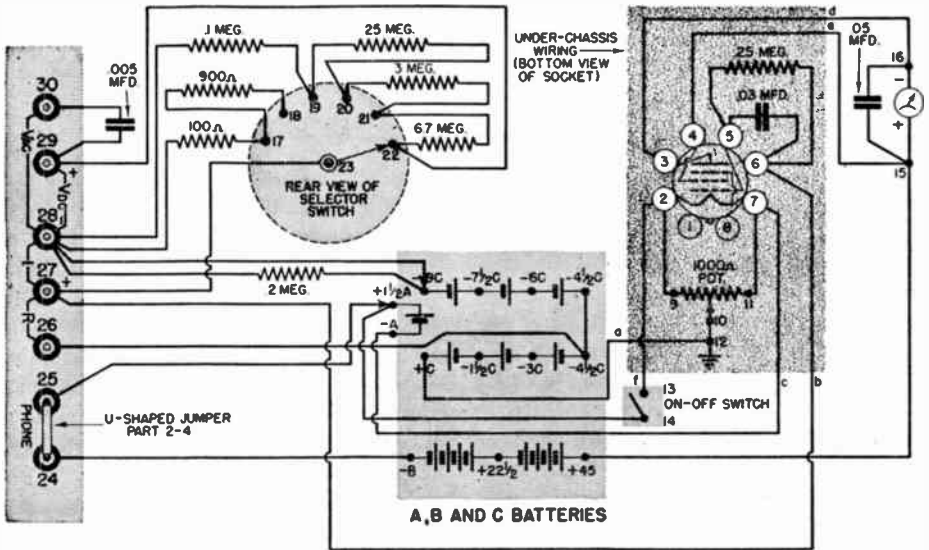 30
29
28
27
26
25
24
VAC
+
VDC
-
I
+
R
PHONE
.005
MFD.
.1 MEG.
900Ω
100Ω
25 MEG.
3 MEG.
6.7 MEG.
17
18
19
20
21
22
23
REAR VIEW OF
SELECTOR
SWITCH
2 MEG.
U-SHAPED JUMPER
PART 2-4
+1½A
-A
-9C
-7½C
-6C
-4½C
+C
-1½C
-3C
-4½C
-B
+22½
+45
A, B AND C BATTERIES
UNDER-CHASSIS
WIRING
(BOTTOM VIEW
OF SOCKET)
.25 MEG.
.03 MFD.
4
5
3
6
2
7
1
8
1000Ω
POT.
9
10
11
12
a
b
c
d
e
f
13
14
ON-OFF SWITCH
.05
MFD.
16
-
+
15